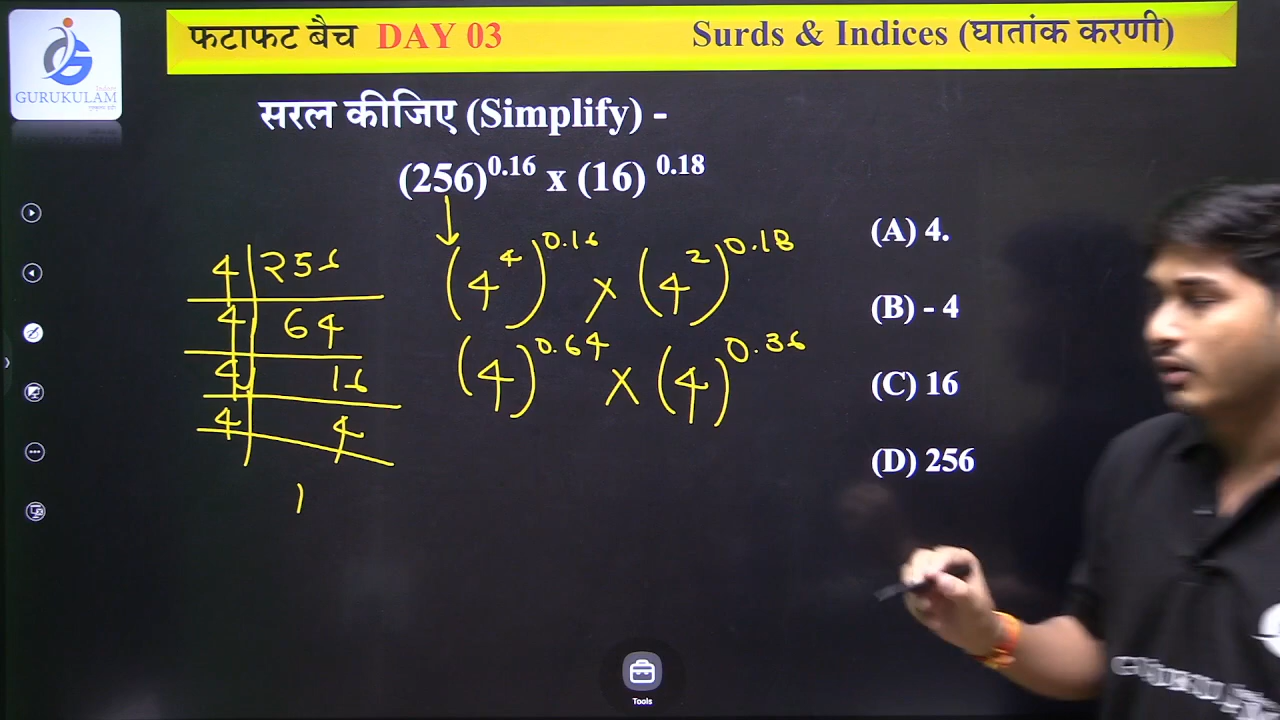 फटाफट बैच DAY 03
Surds & Indices (घातांक करणी)
GURUKULAM
सरल कीजिए (Simplify) -
(256)^0.16 x (16)^0.18
4 | 256
4 | 64
4 | 16
4 | 4
1
(4^4)^0.16 × (4^2)^0.18
(4)^0.64 × (4)^0.36
(A) 4.
(B) - 4
(C) 16
(D) 256
Tools